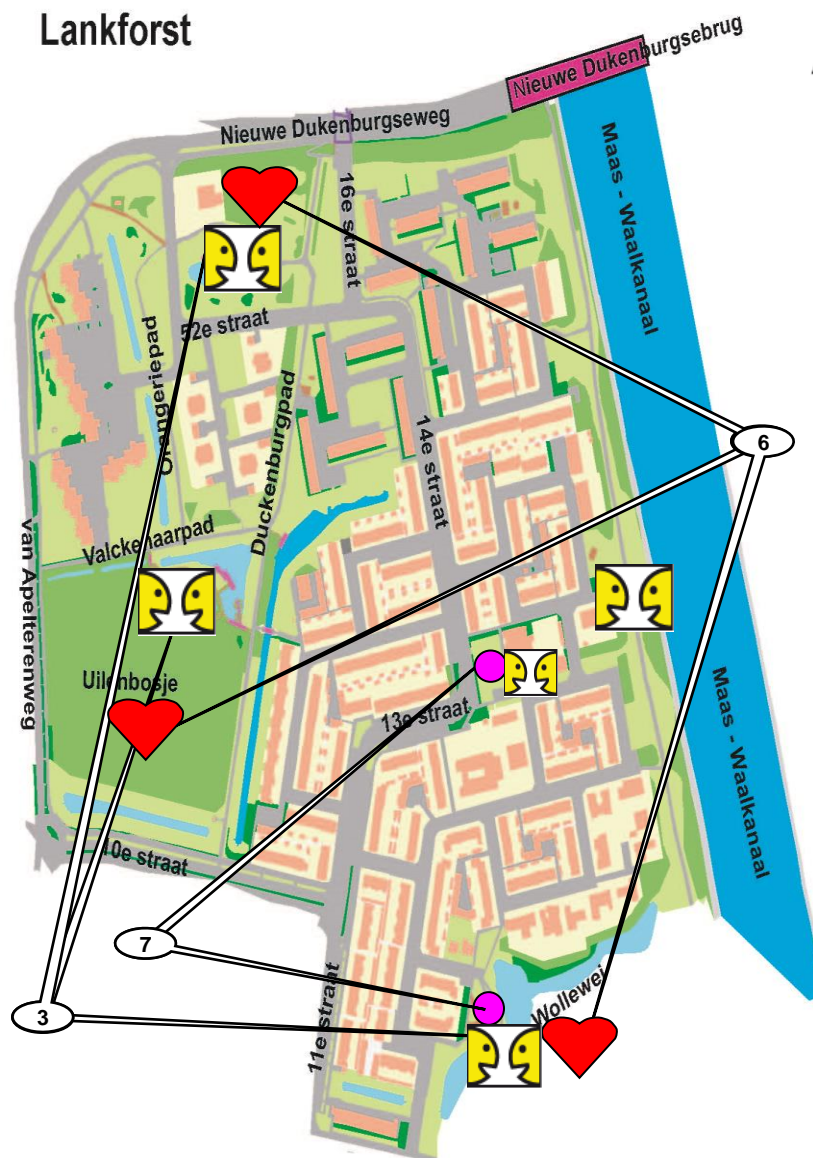 Lankforst
Nieuwe Dukenburgsebrug
Nieuwe Dukenburgseweg
Maas - Waalkanaal
16e straat
52e straat
Orangeriepad
Duckenburgpad
14e straat
6
Valckenaarpad
van Apelterenweg
Uilenbosje
13e straat
Maas - Waalkanaal
10e straat
7
3
11e straat
Wollewei